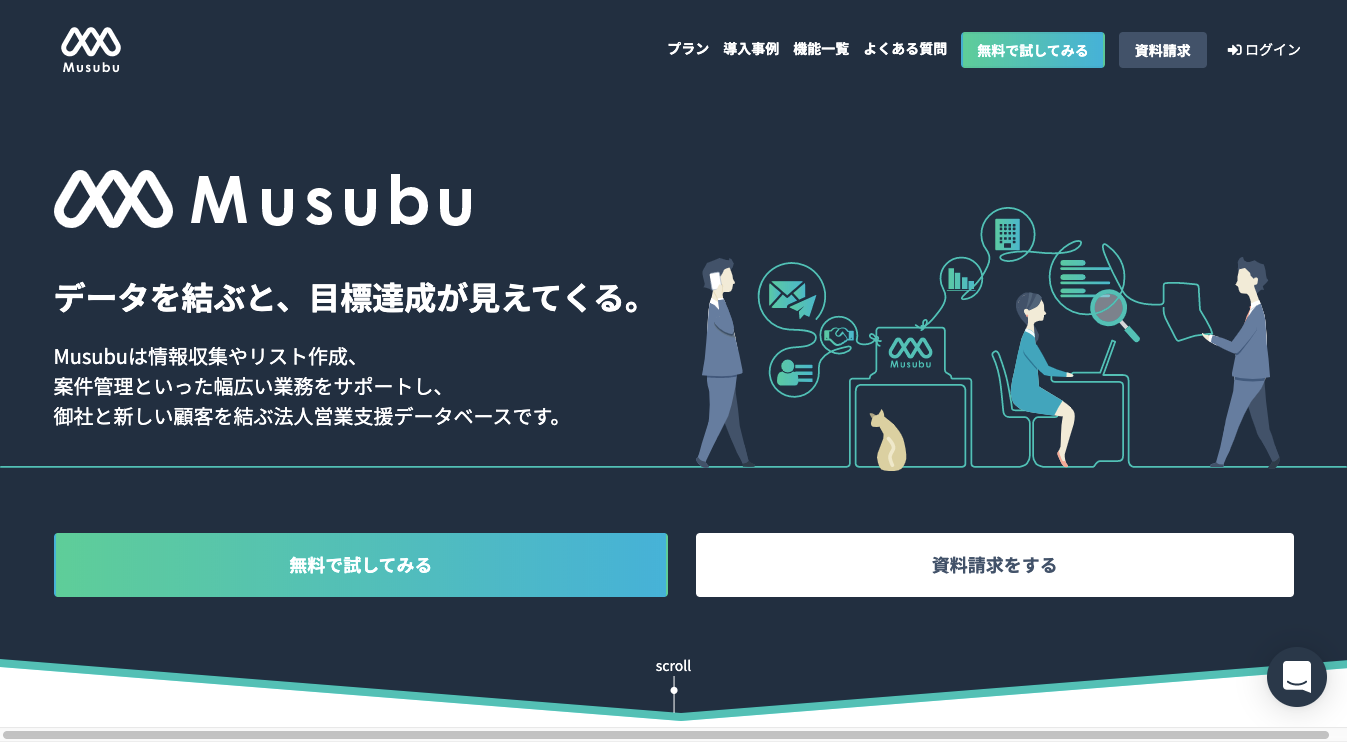 Musubu
プラン 導入事例 機能一覧 よくある質問 無料で試してみる 資料請求 ログイン
Musubu
データを結ぶと、目標達成が見えてくる。
Musubuは情報収集やリスト作成、
案件管理といった幅広い業務をサポートし、
御社と新しい顧客を結ぶ法人営業支援データベースです。
Musubu
無料で試してみる
資料請求をする
scroll